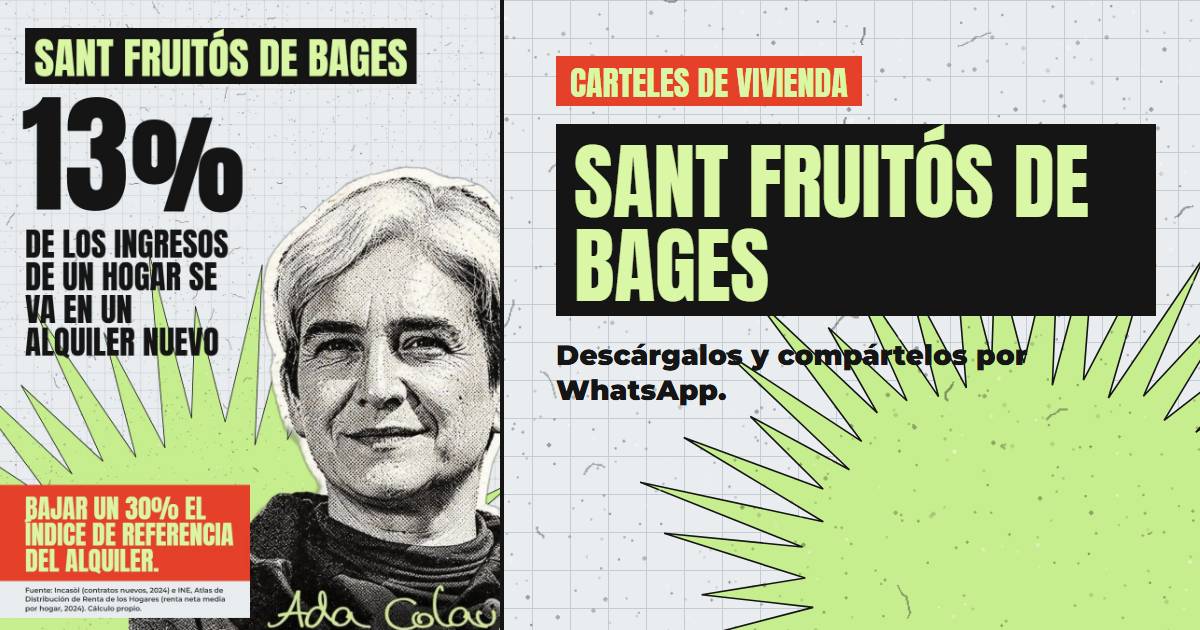 SANT FRUITÓS DE BAGES
13%
DE LOS INGRESOS
DE UN HOGAR SE
VA EN UN
ALQUILER NUEVO
BAJAR UN 30% EL
ÍNDICE DE REFERENCIA
DEL ALQUILER.
Fuente: Incasòl (contratos nuevos, 2024) e INE, Atlas de
Distribución de Renta de los Hogares (renta neta media
por hogar, 2024). Cálculo propio.
Ada Colau
CARTELES DE VIVIENDA
SANT FRUITÓS DE
BAGES
Descárgalos y compártelos por
WhatsApp.